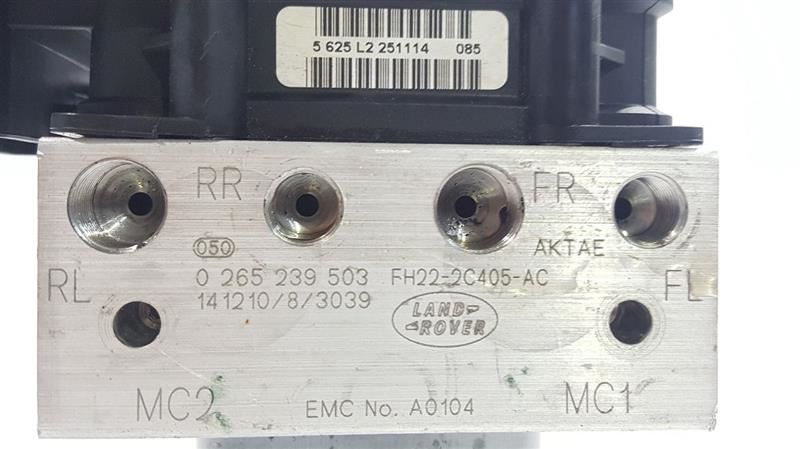 5 625 L2 251114 085
RR FR
050 AKTAE
RL 0 265 239 503 FH22-2C405-AC FL
141210/8/3039 LAND
ROVER
MC2 EMC No. A0104 MC1